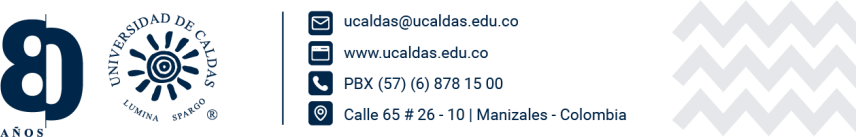 80
AÑOS
UNIVERSIDAD DE CALDAS
LUMINA SPARGO
®
ucaldas@ucaldas.edu.co
www.ucaldas.edu.co
PBX (57) (6) 878 15 00
Calle 65 # 26 - 10 | Manizales - Colombia